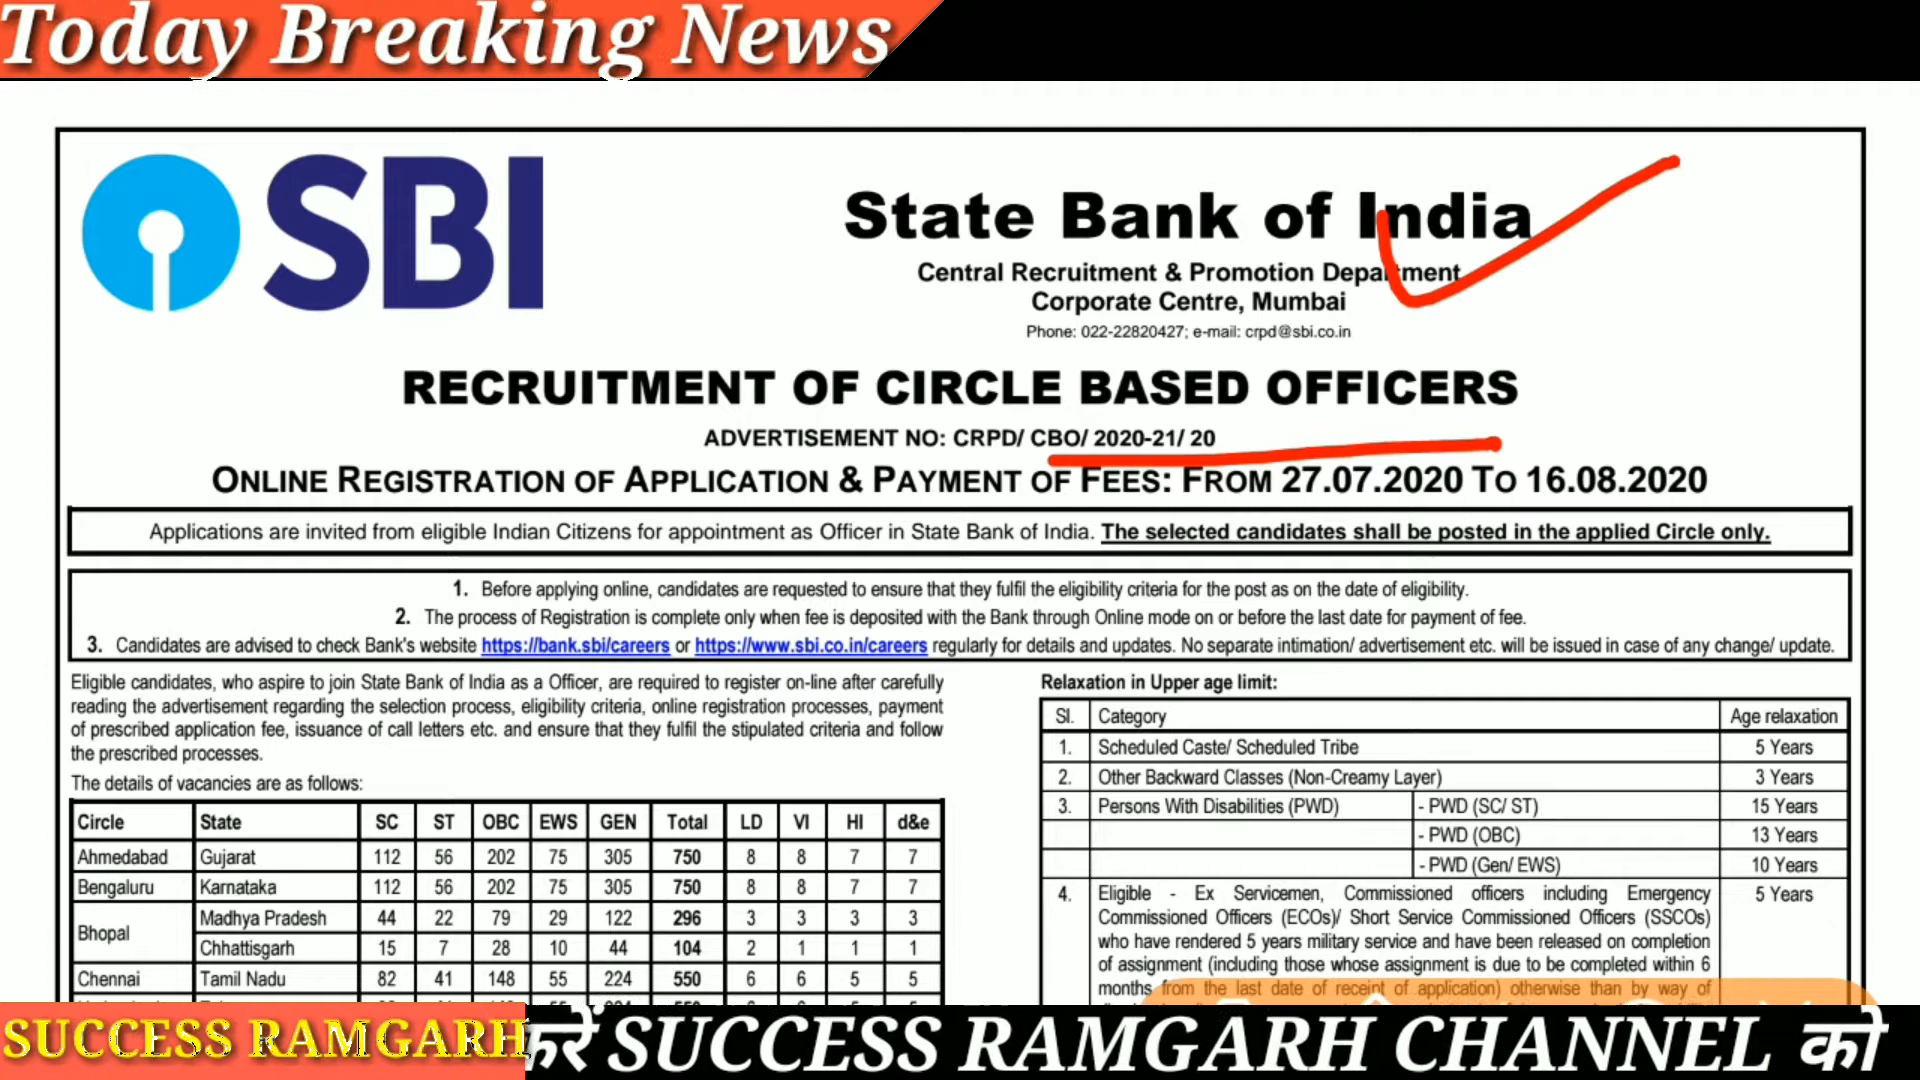 Today Breaking News
SBI
State Bank of India
Central Recruitment & Promotion Department
Corporate Centre, Mumbai
Phone: 022-22820427; e-mail: crpd@sbi.co.in
RECRUITMENT OF CIRCLE BASED OFFICERS
ADVERTISEMENT NO: CRPD/ CBO/ 2020-21/ 20
ONLINE REGISTRATION OF APPLICATION & PAYMENT OF FEES: FROM 27.07.2020 TO 16.08.2020
Applications are invited from eligible Indian Citizens for appointment as Officer in State Bank of India. The selected candidates shall be posted in the applied Circle only.
1. Before applying online, candidates are requested to ensure that they fulfil the eligibility criteria for the post as on the date of eligibility.
2. The process of Registration is complete only when fee is deposited with the Bank through Online mode on or before the last date for payment of fee.
3. Candidates are advised to check Bank's website https://bank.sbi/careers or https://www.sbi.co.in/careers regularly for details and updates. No separate intimation/ advertisement etc. will be issued in case of any change/ update.
Eligible candidates, who aspire to join State Bank of India as a Officer, are required to register on-line after carefully
reading the advertisement regarding the selection process, eligibility criteria, online registration processes, payment
of prescribed application fee, issuance of call letters etc. and ensure that they fulfil the stipulated criteria and follow
the prescribed processes.
The details of vacancies are as follows:
Circle State SC ST OBC EWS GEN Total LD VI HI d&e
Ahmedabad Gujarat 112 56 202 75 305 750 8 8 7 7
Bengaluru Karnataka 112 56 202 75 305 750 8 8 7 7
Bhopal Madhya Pradesh 44 22 79 29 122 296 3 3 3 3
Chhattisgarh 15 7 28 10 44 104 2 1 1 1
Chennai Tamil Nadu 82 41 148 55 224 550 6 6 5 5
Relaxation in Upper age limit:
Sl. Category Age relaxation
1. Scheduled Caste/ Scheduled Tribe 5 Years
2. Other Backward Classes (Non-Creamy Layer) 3 Years
3. Persons With Disabilities (PWD) - PWD (SC/ ST) 15 Years
- PWD (OBC) 13 Years
- PWD (Gen/ EWS) 10 Years
4. Eligible - Ex Servicemen, Commissioned officers including Emergency 5 Years
Commissioned Officers (ECOs)/ Short Service Commissioned Officers (SSCOs)
who have rendered 5 years military service and have been released on completion
of assignment (including those whose assignment is due to be completed within 6
months from the last date of receipt of application) otherwise than by way of
SUCCESS RAMGARH करें SUCCESS RAMGARH CHANNEL को